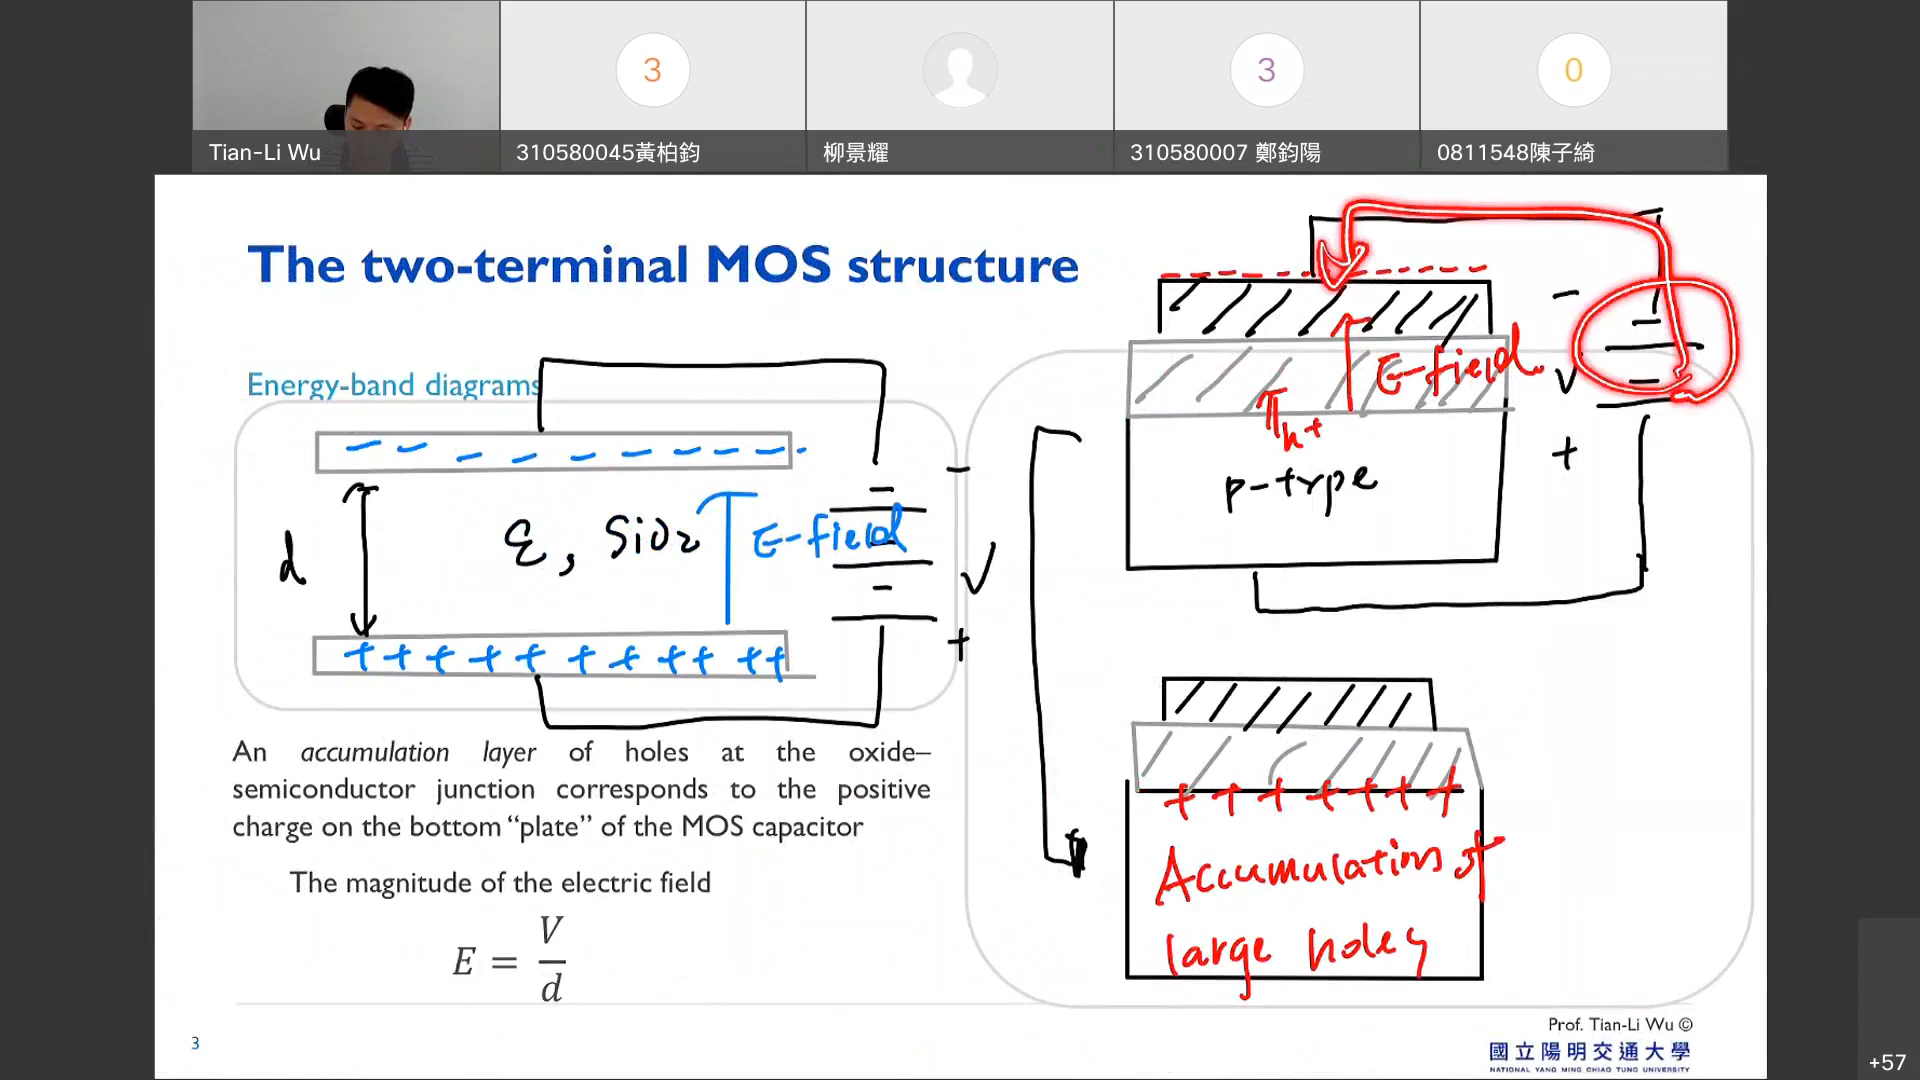 3
3
0
Tian-Li Wu
310580045黃柏鈞
柳景耀
310580007 鄭鈞陽
0811548陳子綺
The two-terminal MOS structure
Energy-band diagrams
d
ε, SiO2
E-field
-
V
+
+ + + + + + + + + + +
An accumulation layer of holes at the oxide–
semiconductor junction corresponds to the positive
charge on the bottom “plate” of the MOS capacitor
The magnitude of the electric field
E = V/d
E-field
h+
p-type
-
V
+
+ + + + + + +
Accumulation of
large holes
3
Prof. Tian-Li Wu ©
國立陽明交通大學
NATIONAL YANG MING CHIAO TUNG UNIVERSITY
+57